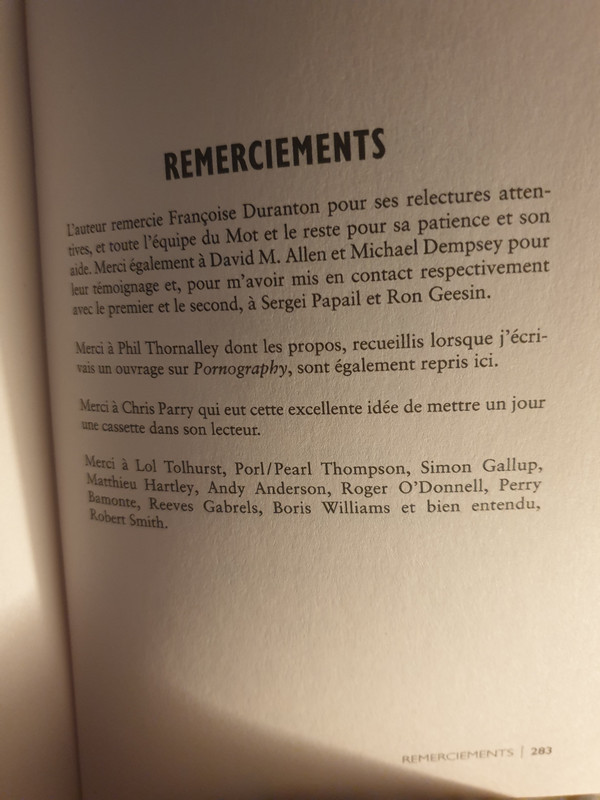 REMERCIEMENTS
L'auteur remercie Françoise Duranton pour ses relectures atten-
tives, et toute l'équipe du Mot et le reste pour sa patience et son
aide. Merci également à David M. Allen et Michael Dempsey pour
leur témoignage et, pour m'avoir mis en contact respectivement
avec le premier et le second, à Sergei Papail et Ron Geesin.
Merci à Phil Thornalley dont les propos, recueillis lorsque j'écri-
vais un ouvrage sur Pornography, sont également repris ici.
Merci à Chris Parry qui eut cette excellente idée de mettre un jour
une cassette dans son lecteur.
Merci à Lol Tolhurst, Porl/Pearl Thompson, Simon Gallup,
Matthieu Hartley, Andy Anderson, Roger O'Donnell, Perry
Bamonte, Reeves Gabrels, Boris Williams et bien entendu,
Robert Smith.
REMERCIEMENTS | 283